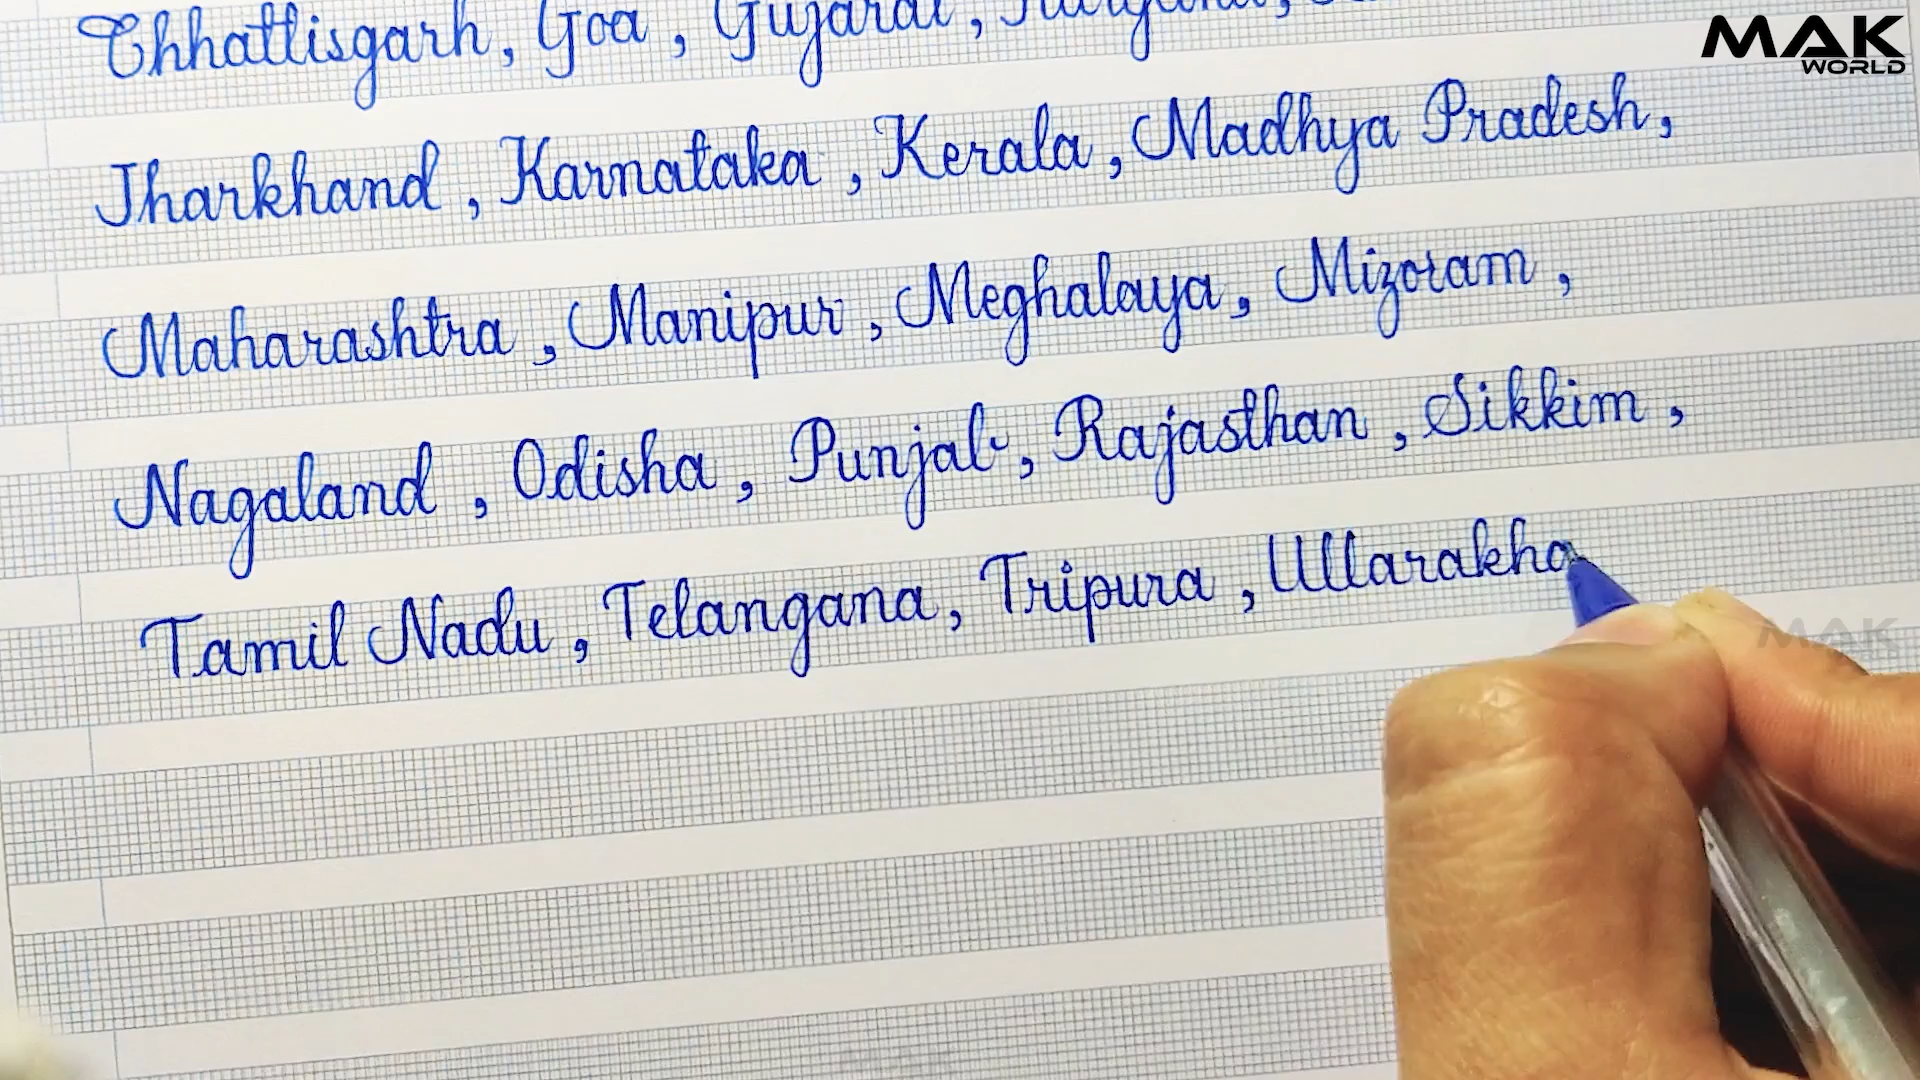 Chhattisgarh, Goa, Gujarat,
MAK
WORLD
Jharkhand, Karnataka, Kerala, Madhya Pradesh,
Maharashtra, Manipur, Meghalaya, Mizoram,
Nagaland, Odisha, Punjab, Rajasthan, Sikkim,
Tamil Nadu, Telangana, Tripura, Uttarakha
MAK